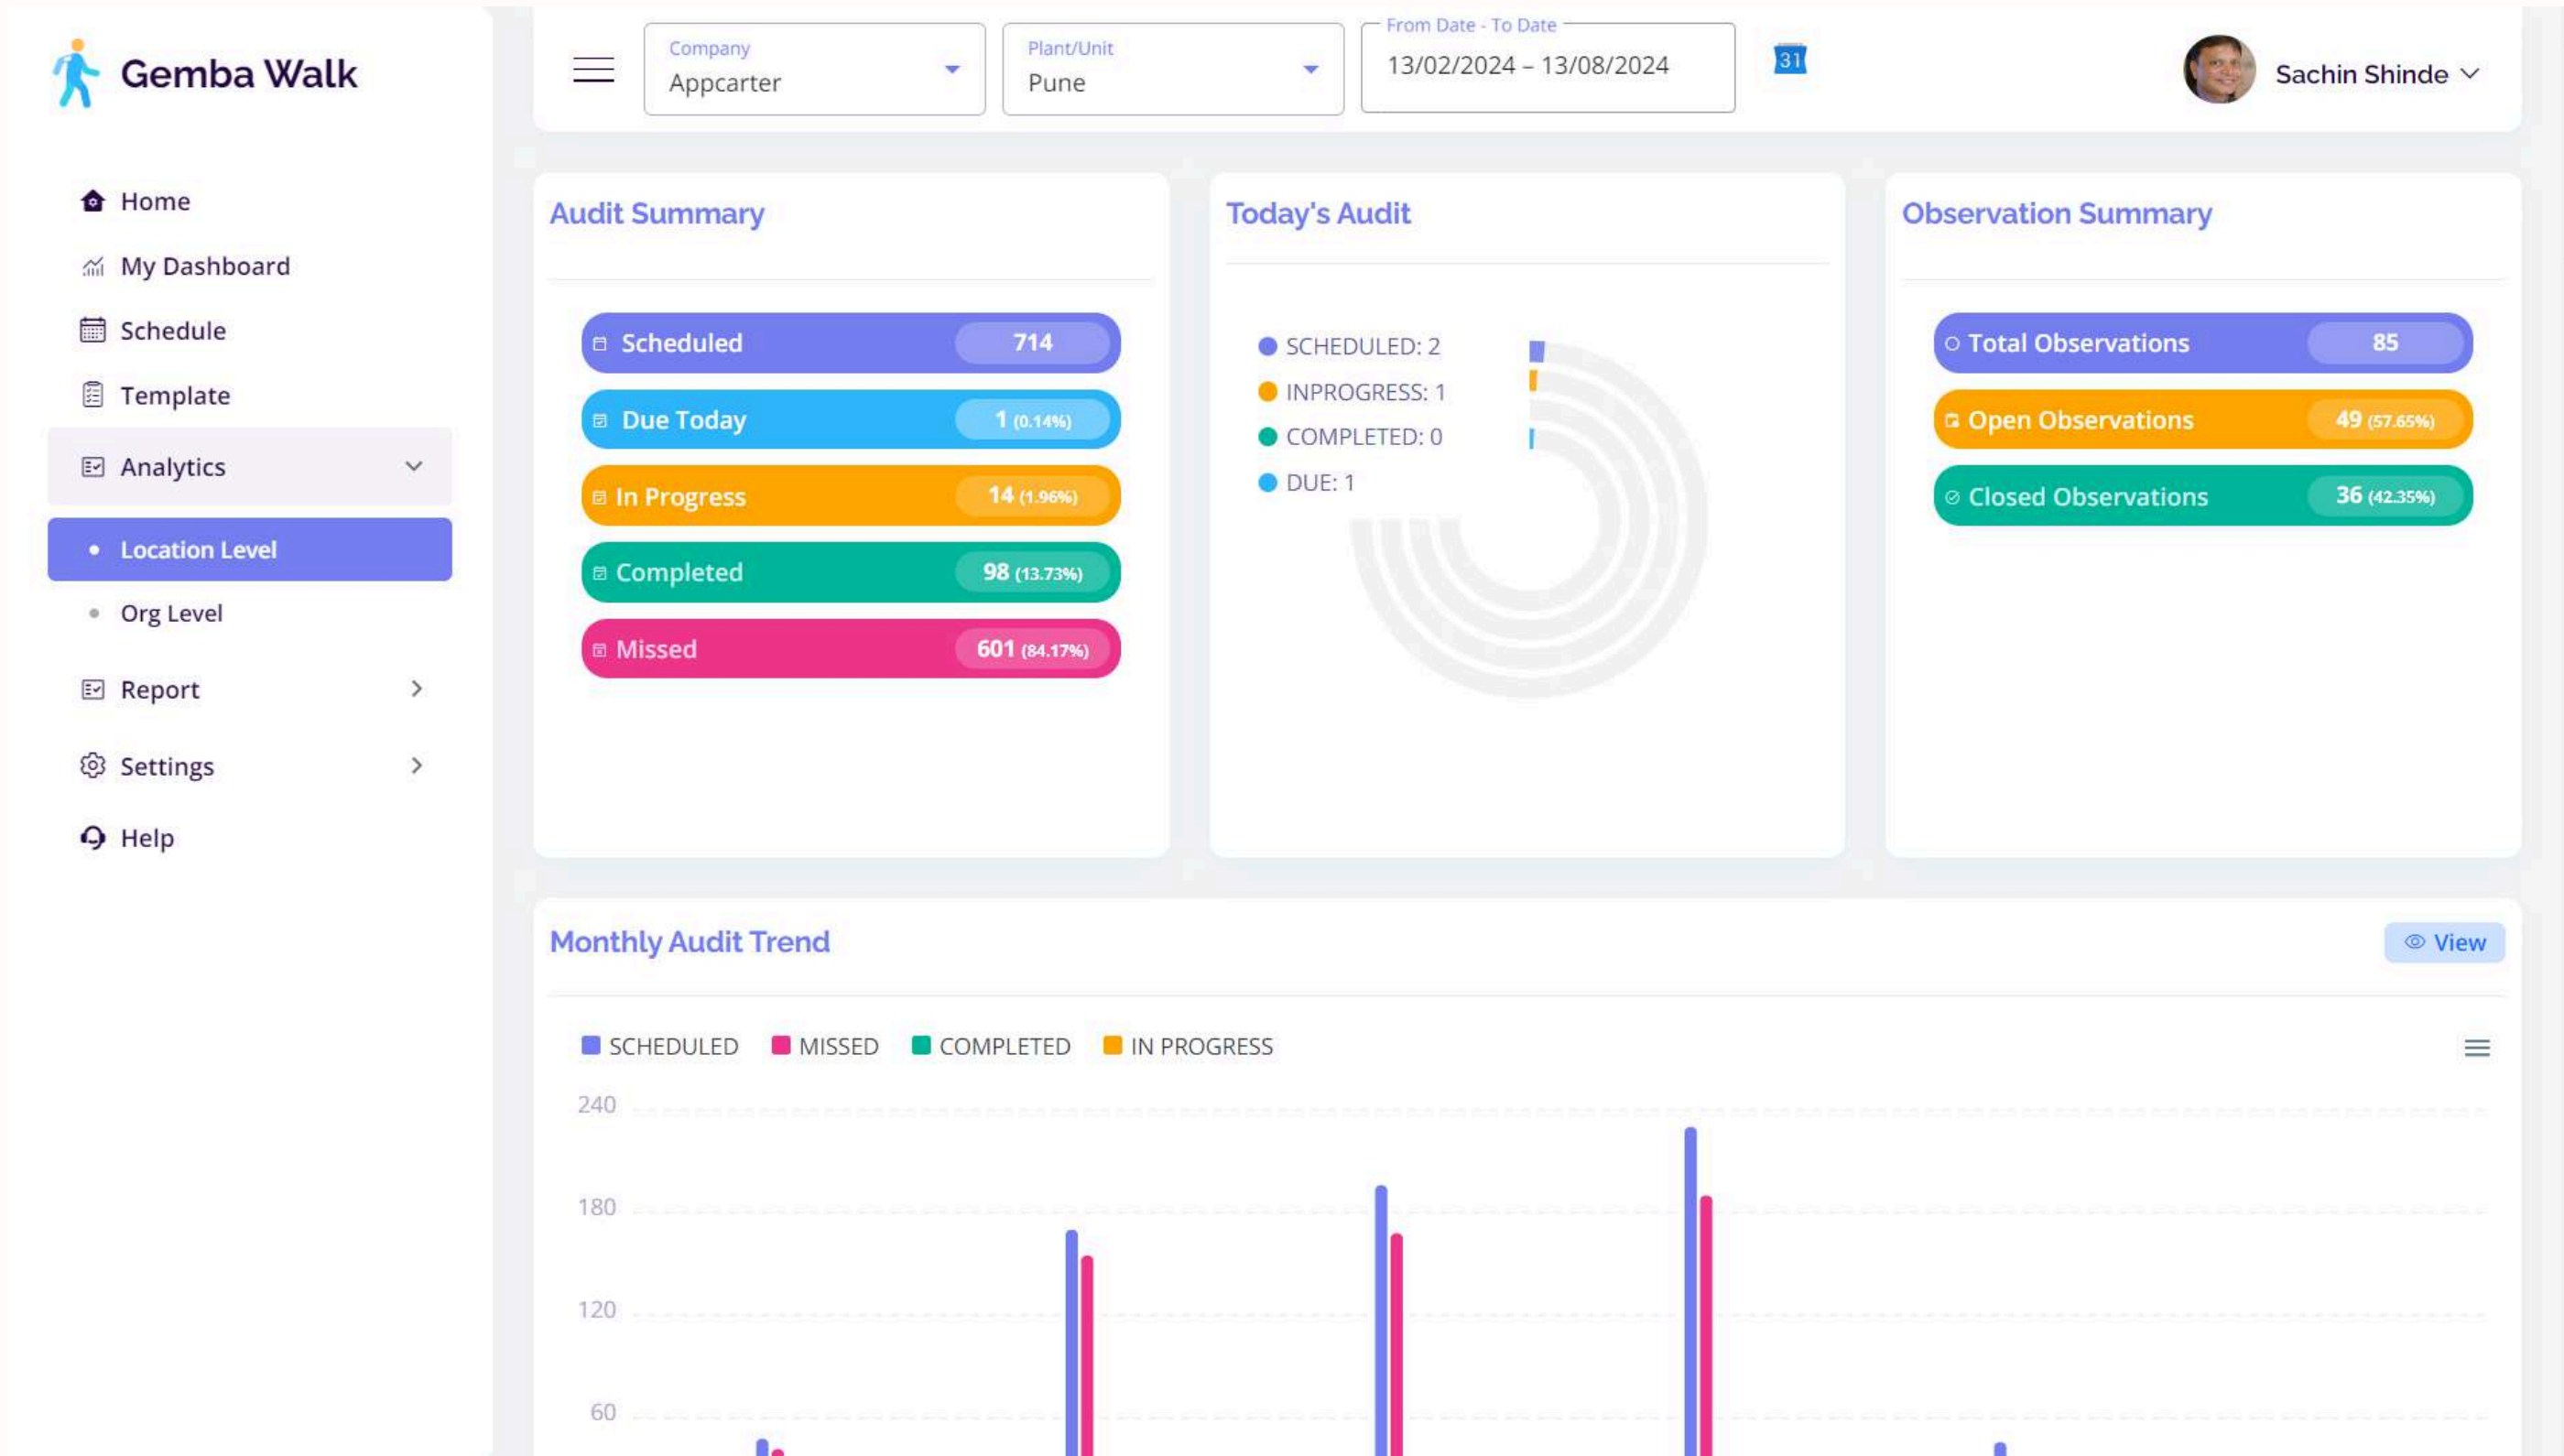 Gemba Walk
Home
My Dashboard
Schedule
Template
Analytics
Location Level
Org Level
Report
Settings
Help
Company
Appcarter
Plant/Unit
Pune
From Date - To Date
13/02/2024 – 13/08/2024
31
Sachin Shinde
Audit Summary
Scheduled 714
Due Today 1 (0.14%)
In Progress 14 (1.96%)
Completed 98 (13.73%)
Missed 601 (84.17%)
Today's Audit
SCHEDULED: 2
INPROGRESS: 1
COMPLETED: 0
DUE: 1
Observation Summary
Total Observations 85
Open Observations 49 (57.65%)
Closed Observations 36 (42.35%)
Monthly Audit Trend
View
SCHEDULED MISSED COMPLETED IN PROGRESS
240
180
120
60